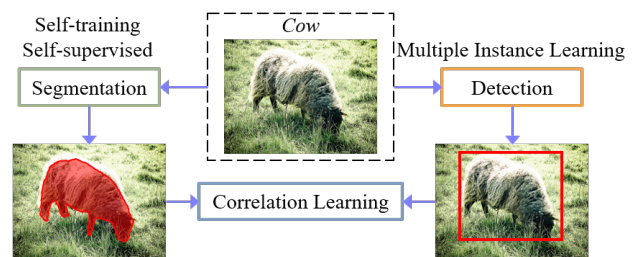 Self-training
Self-supervised
Segmentation
Cow
Multiple Instance Learning
Detection
Correlation Learning